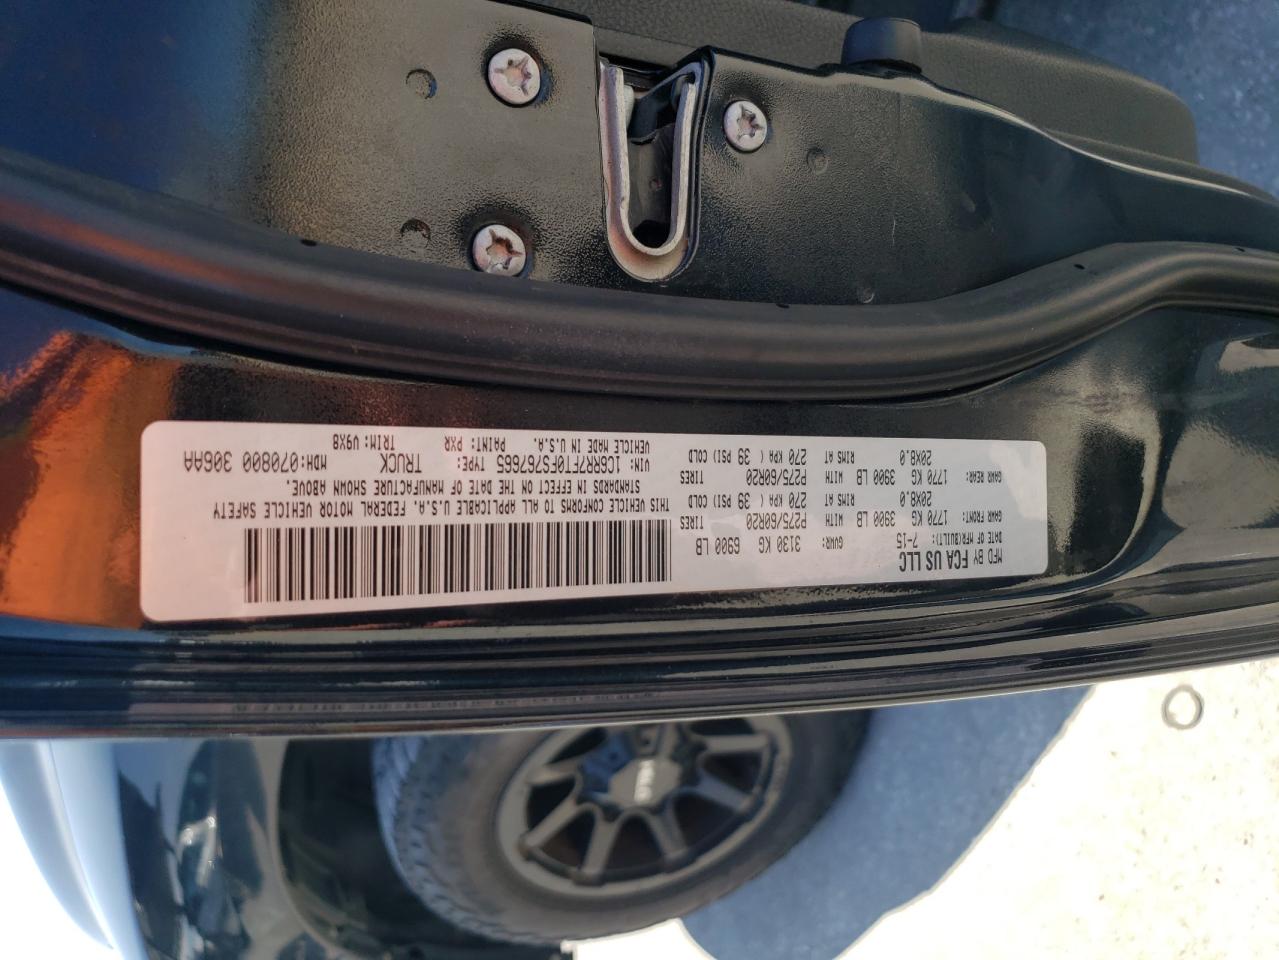 MFD BY FCA US LLC
DATE OF MFR(BUILT): 7-15 GVWR: 3130 KG 6900 LB
GAWR FRONT: 1770 KG 3900 LB WITH P275/60R20 TIRES
20X8.0 RIMS AT 270 KPA ( 39 PSI) COLD
GAWR REAR: 1770 KG 3900 LB WITH P275/60R20 TIRES
20X8.0 RIMS AT 270 KPA ( 39 PSI) COLD
THIS VEHICLE CONFORMS TO ALL APPLICABLE U.S.A. FEDERAL MOTOR VEHICLE SAFETY
STANDARDS IN EFFECT ON THE DATE OF MANUFACTURE SHOWN ABOVE.
VIN: 1C6RR7TT0FS767665 TYPE: TRUCK MDH:070800 306AA
VEHICLE MADE IN U.S.A. PAINT: PXR TRIM: V9X8